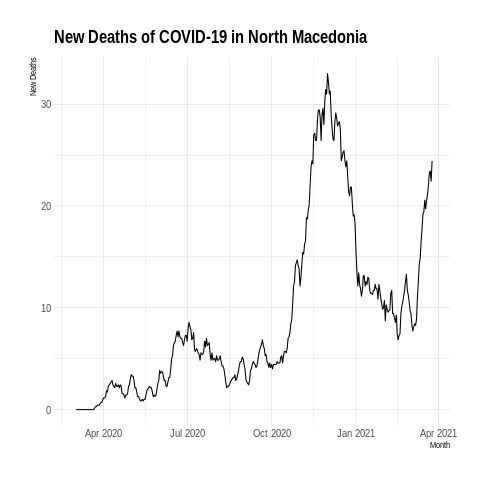 New Deaths of COVID-19 in North Macedonia
New Deaths
30
20
10
0
Apr 2020 Jul 2020 Oct 2020 Jan 2021 Apr 2021
Month